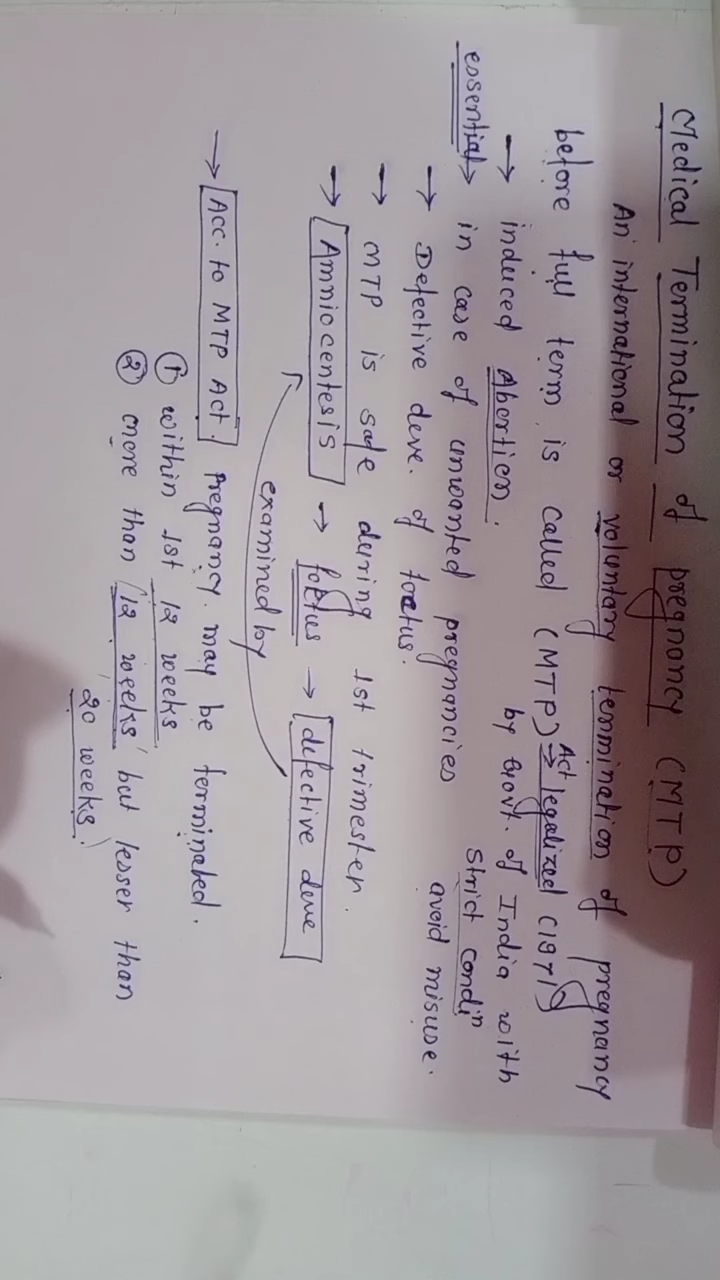 Medical Termination of pregnancy (MTP)
An international or voluntary termination of pregnancy
before full term is called (MTP) Act ⇒ legalized (1971)
by Govt. of India with
strict condiⁿ
avoid misuse.
→ induced Abortion.
essential → in case of unwanted pregnancies
→ Defective deve. of foetus.
→ MTP is safe during 1st trimester.
→ Amniocentesis → foetus → defective deve
examined by
→ Acc. to MTP Act. pregnancy may be terminated.
① within 1st 12 weeks
② more than 12 weeks but lesser than
20 weeks.